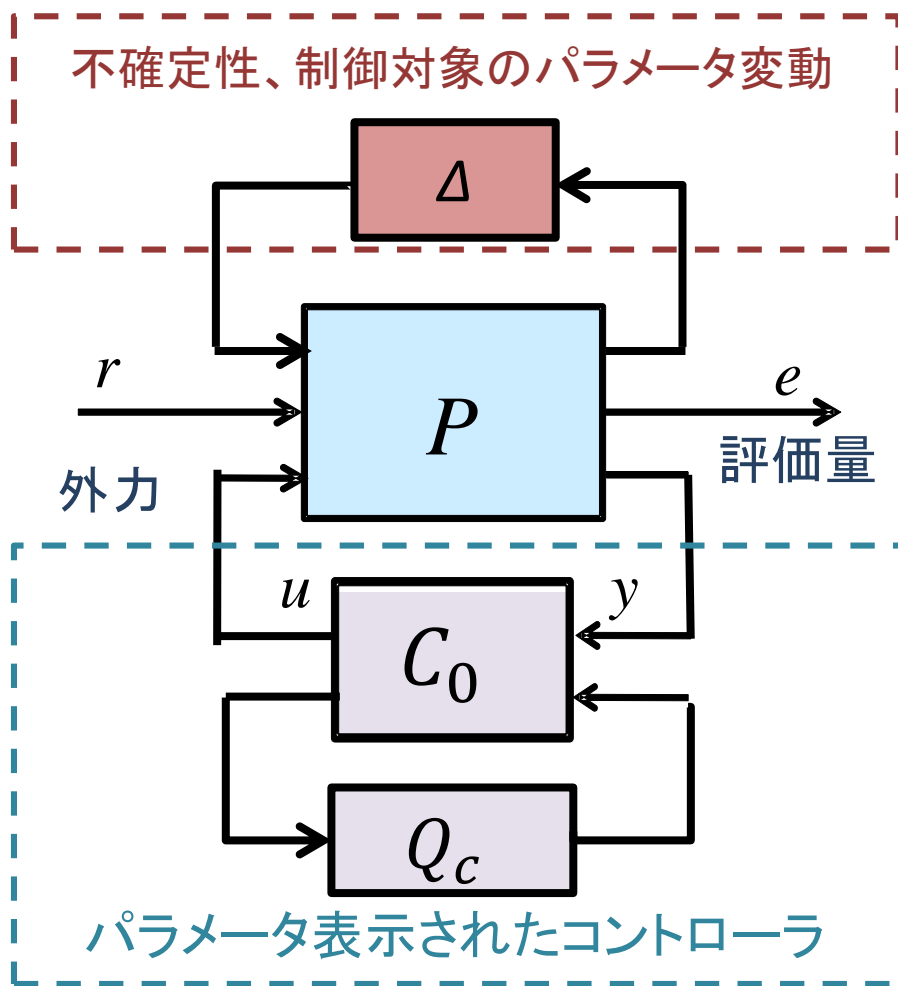 不確定性、制御対象のパラメータ変動
Δ
r
P
e
外力
評価量
u
y
C₀
Q_c
パラメータ表示されたコントローラ